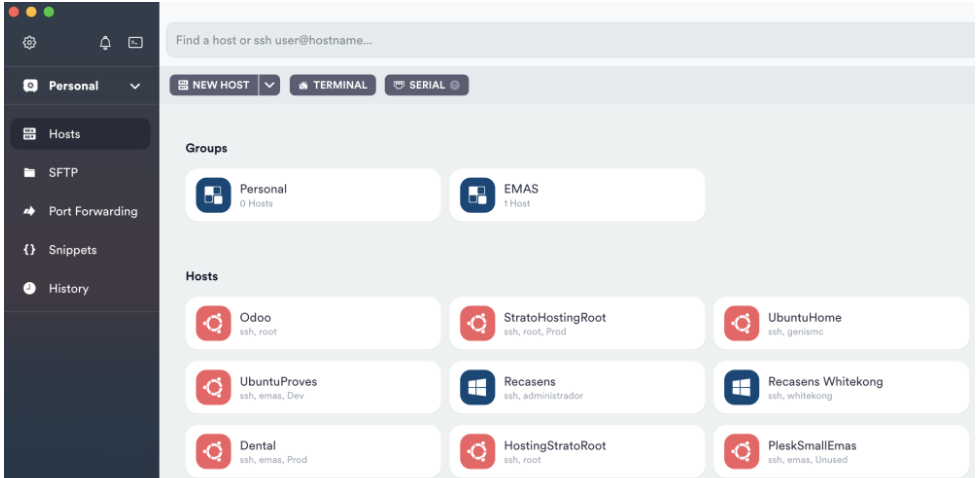 Find a host or ssh user@hostname...
Personal
NEW HOST
TERMINAL
SERIAL
Hosts
SFTP
Port Forwarding
Snippets
History
Groups
Personal
0 Hosts
EMAS
1 Host
Hosts
Odoo
ssh, root
StratoHostingRoot
ssh, root, Prod
UbuntuHome
ssh, genismc
UbuntuProves
ssh, emas, Dev
Recasens
ssh, administrador
Recasens Whitekong
ssh, whitekong
Dental
ssh, emas, Prod
HostingStratoRoot
ssh, root
PleskSmallEmas
ssh, emas, Unused